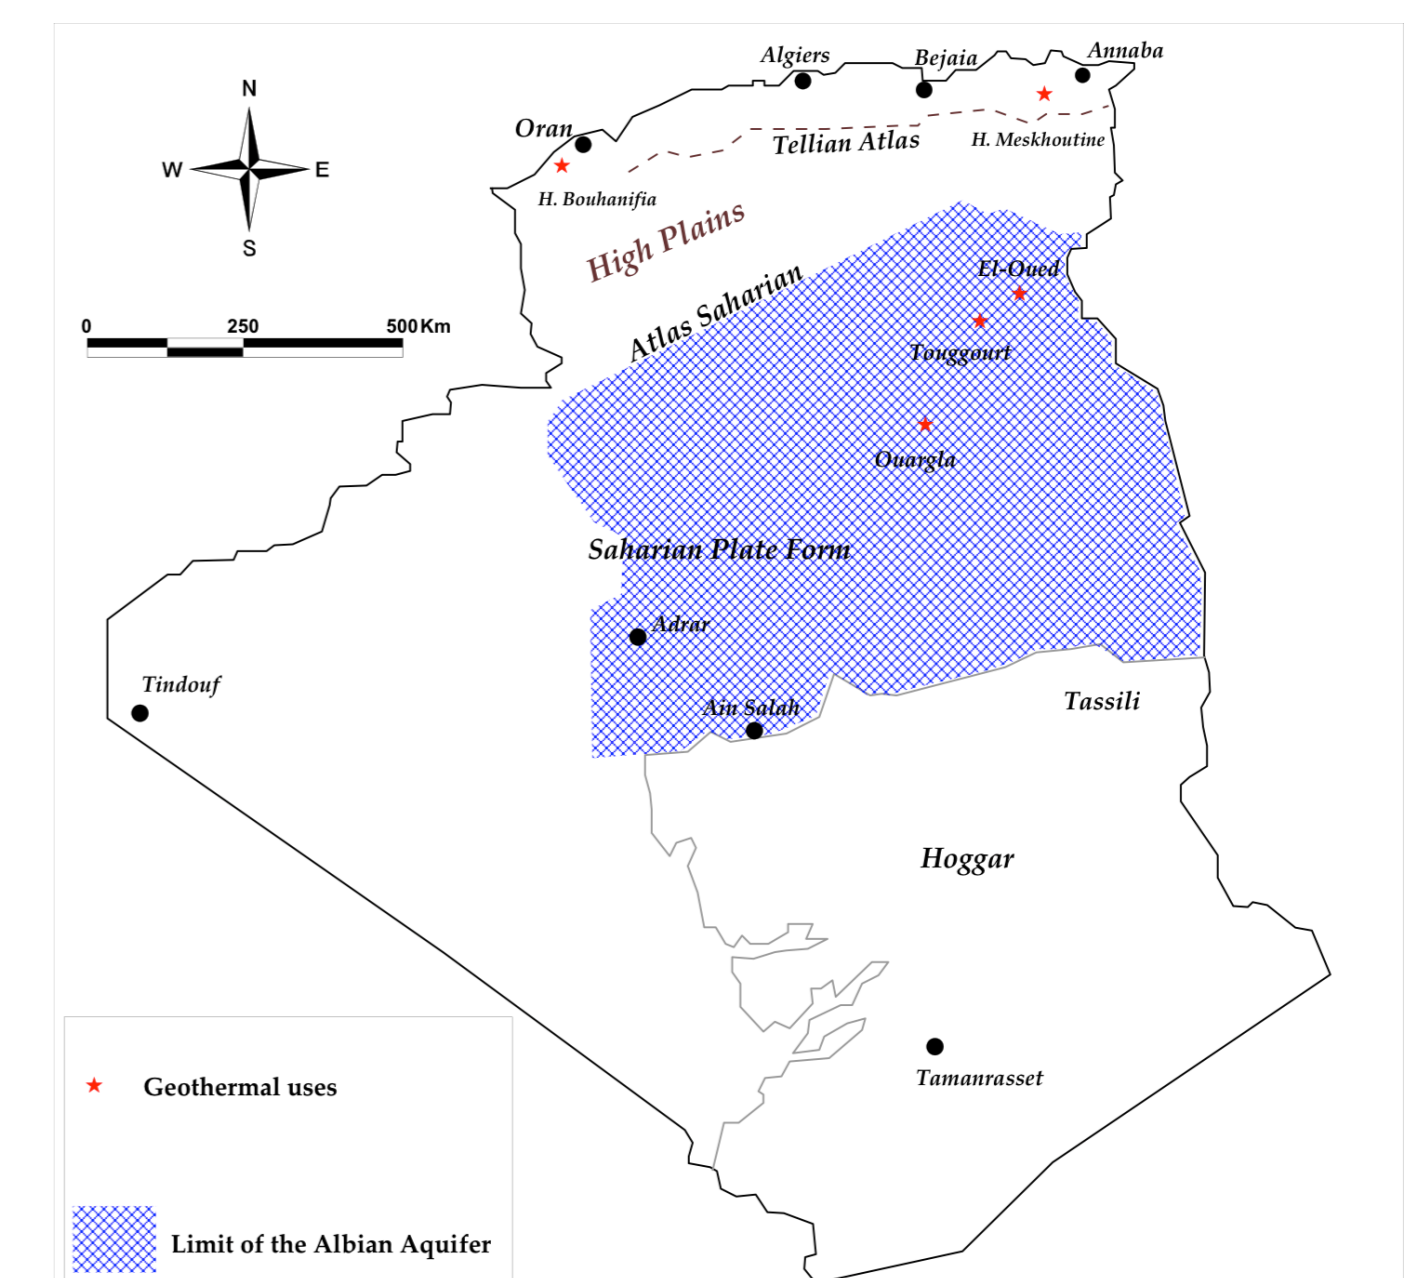 Algiers
Bejaia
Annaba
N
Oran
Tellian Atlas
H. Meskhoutine
W
E
H. Bouhanifia
S
High Plains
El-Oued
Atlas Saharian
0 250 500 Km
Touggourt
Ouargla
Saharian Plate Form
Adrar
Tindouf
Ain Salah
Tassili
Hoggar
Tamanrasset
Geothermal uses
Limit of the Albian Aquifer